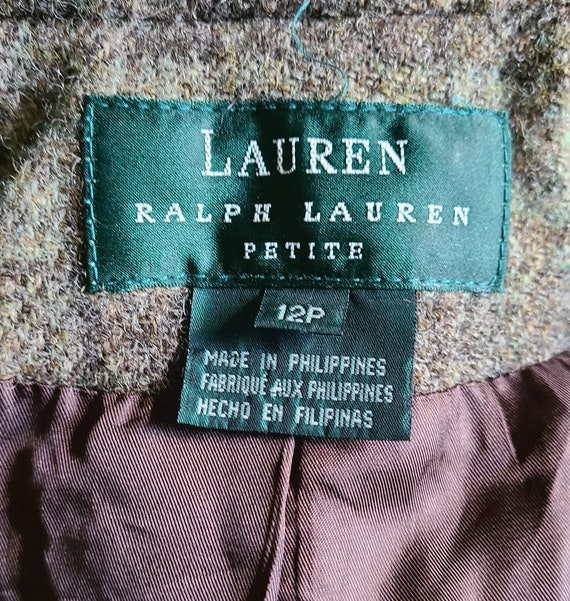 LAUREN
RALPH LAUREN
PETITE
12P
MADE IN PHILIPPINES
FABRIQUÉ AUX PHILIPPINES
HECHO EN FILIPINAS